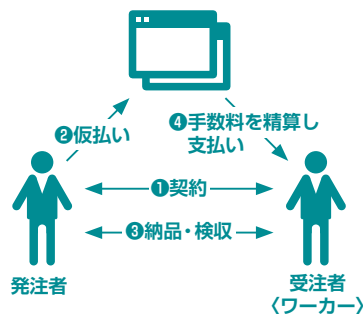 ❷仮払い
❹手数料を精算し
支払い
❶契約
❸納品・検収
発注者
受注者
〈ワーカー〉